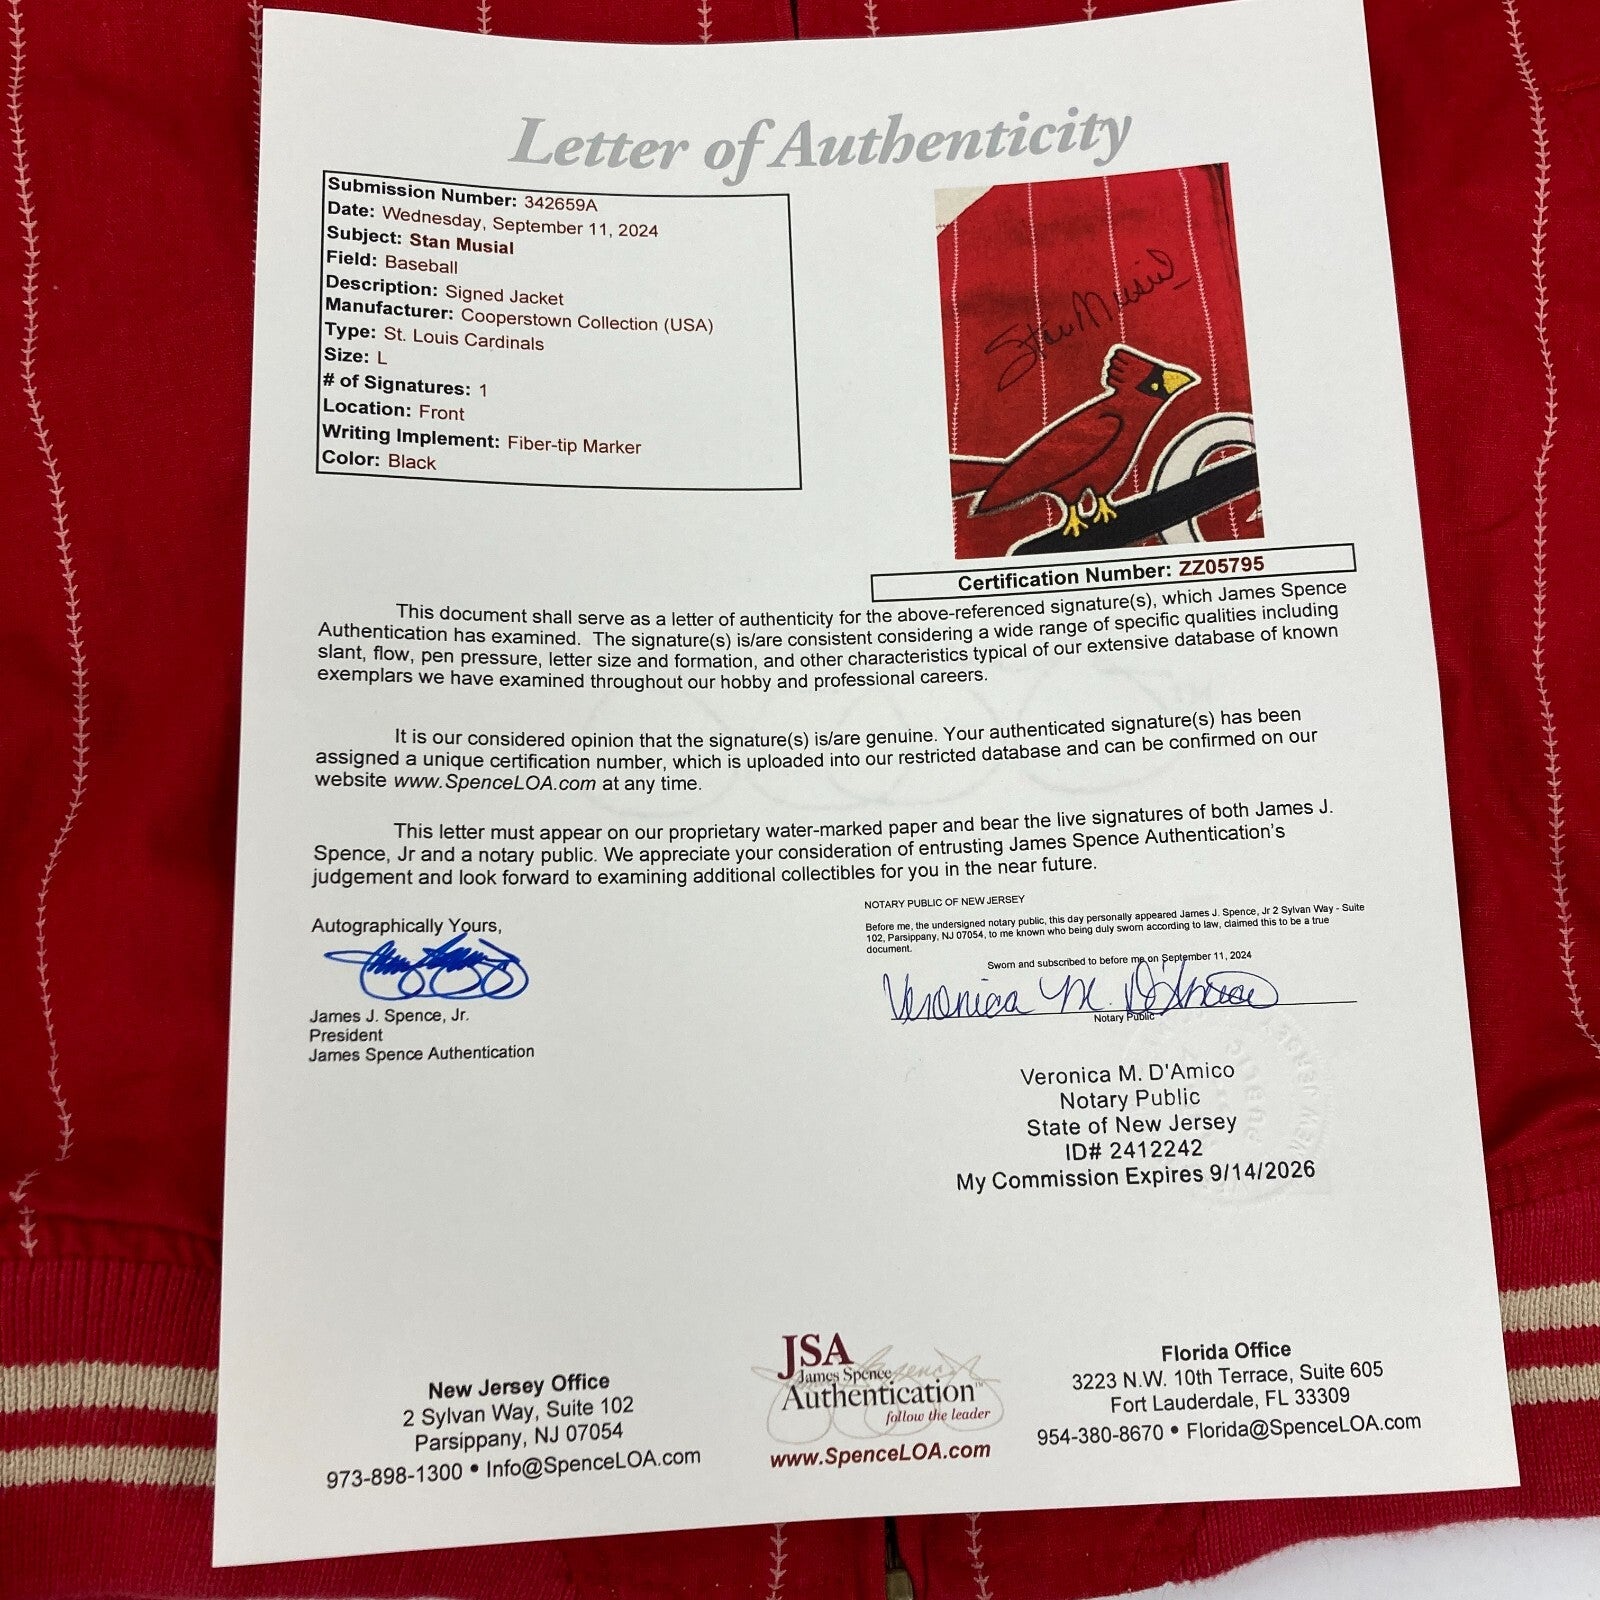 Letter of Authenticity
Submission Number: 342659A
Date: Wednesday, September 11, 2024
Subject: Stan Musial
Field: Baseball
Description: Signed Jacket
Manufacturer: Cooperstown Collection (USA)
Type: St. Louis Cardinals
Size: L
# of Signatures: 1
Location: Front
Writing Implement: Fiber-tip Marker
Color: Black
Stan Musial
Certification Number: ZZ05795
This document shall serve as a letter of authenticity for the above-referenced signature(s), which James Spence
Authentication has examined. The signature(s) is/are consistent considering a wide range of specific qualities including
slant, flow, pen pressure, letter size and formation, and other characteristics typical of our extensive database of known
exemplars we have examined throughout our hobby and professional careers.
It is our considered opinion that the signature(s) is/are genuine. Your authenticated signature(s) has been
assigned a unique certification number, which is uploaded into our restricted database and can be confirmed on our
website www.SpenceLOA.com at any time.
This letter must appear on our proprietary water-marked paper and bear the live signatures of both James J.
Spence, Jr and a notary public. We appreciate your consideration of entrusting James Spence Authentication's
judgement and look forward to examining additional collectibles for you in the near future.
Autographically Yours,
James J. Spence, Jr.
President
James Spence Authentication
NOTARY PUBLIC OF NEW JERSEY
Before me, the undersigned notary public, this day personally appeared James J. Spence, Jr 2 Sylvan Way - Suite
102, Parsippany, NJ 07054, to me known who being duly sworn according to law, claimed this to be a true
document.
Sworn and subscribed to before me on September 11, 2024
Veronica M. D'Amico
Notary Public
Veronica M. D'Amico
Notary Public
State of New Jersey
ID# 2412242
My Commission Expires 9/14/2026
New Jersey Office
2 Sylvan Way, Suite 102
Parsippany, NJ 07054
973-898-1300 • Info@SpenceLOA.com
JSA
James Spence
Authentication™
follow the leader
www.SpenceLOA.com
Florida Office
3223 N.W. 10th Terrace, Suite 605
Fort Lauderdale, FL 33309
954-380-8670 • Florida@SpenceLOA.com